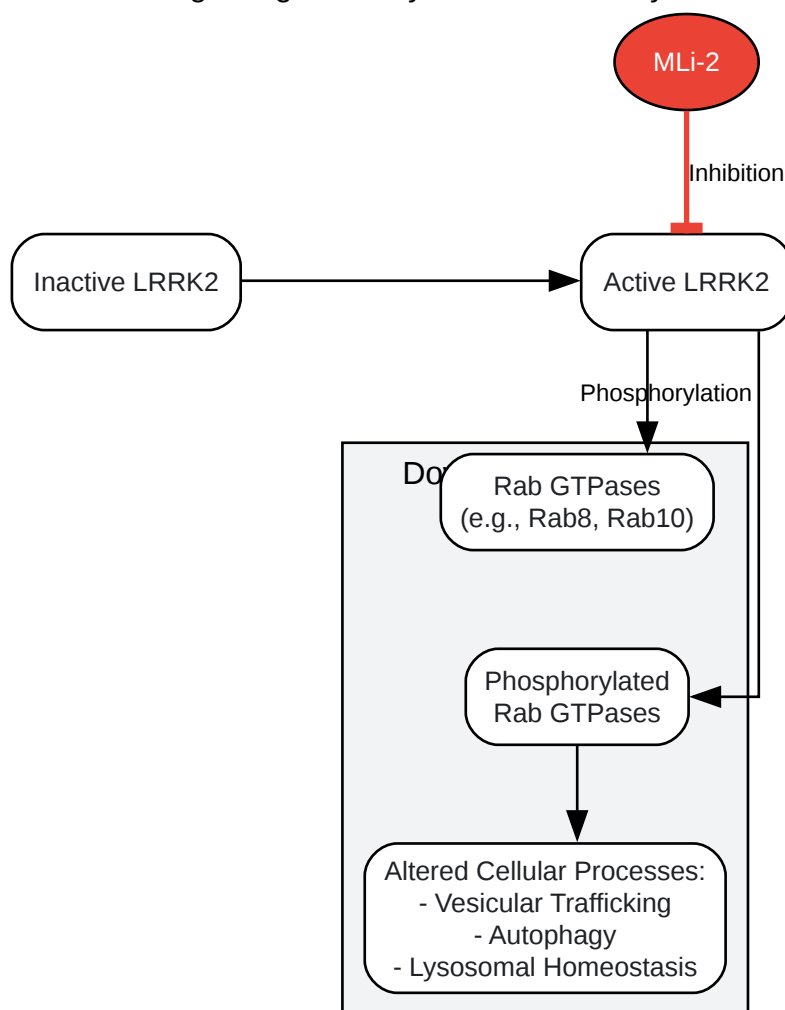 MLi-2
Inhibition
Inactive LRRK2
Active LRRK2
Phosphorylation
Rab GTPases
(e.g., Rab8, Rab10)
Phosphorylated
Rab GTPases
Altered Cellular Processes:
- Vesicular Trafficking
- Autophagy
- Lysosomal Homeostasis